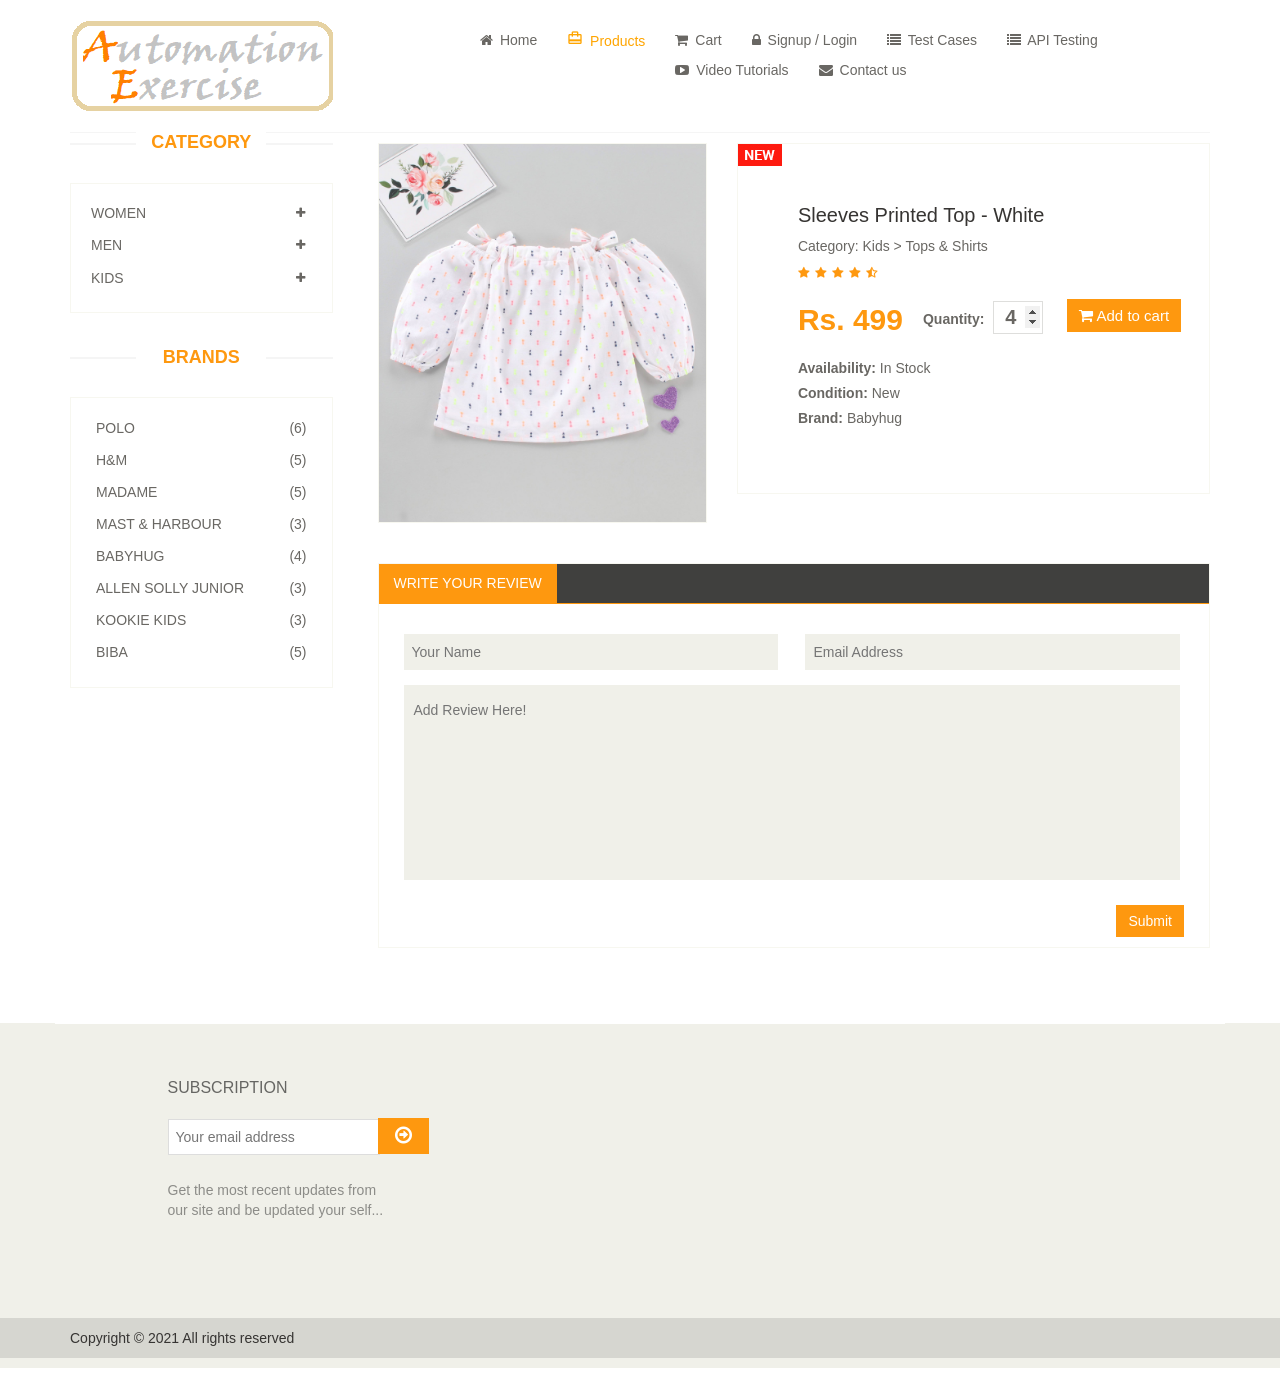 Automation
Exercise
Home
Products
Cart
Signup / Login
Test Cases
API Testing
Video Tutorials
Contact us
CATEGORY
WOMEN
MEN
KIDS
BRANDS
POLO (6)
H&M (5)
MADAME (5)
MAST & HARBOUR (3)
BABYHUG (4)
ALLEN SOLLY JUNIOR (3)
KOOKIE KIDS (3)
BIBA (5)
NEW
Sleeves Printed Top - White
Category: Kids > Tops & Shirts
Rs. 499 Quantity: 4 Add to cart
Availability: In Stock
Condition: New
Brand: Babyhug
WRITE YOUR REVIEW
Your Name
Email Address
Add Review Here!
Submit
SUBSCRIPTION
Your email address
Get the most recent updates from
our site and be updated your self...
Copyright © 2021 All rights reserved